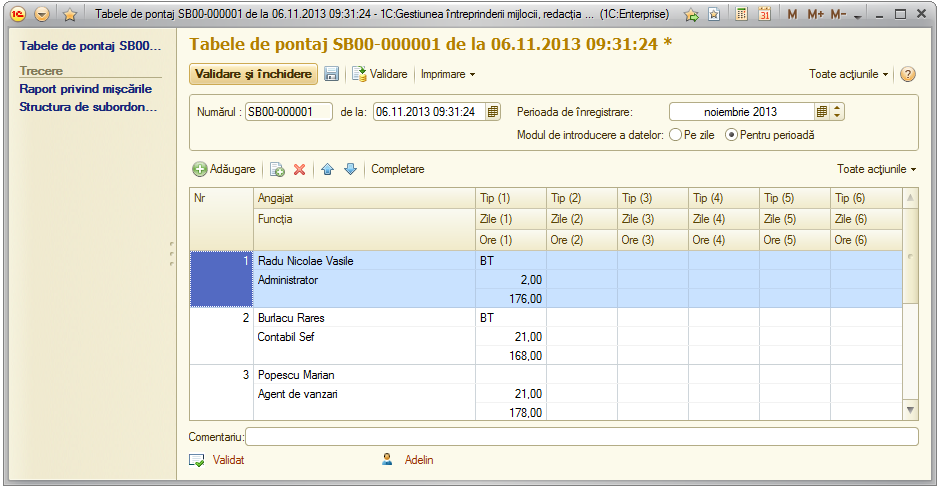 Tabele de pontaj SB00-000001 de la 06.11.2013 09:31:24 - 1C:Gestiunea întreprinderii mijlocii, redacția ... (1C:Enterprise)
M M+ M-
Tabele de pontaj SB00...
Trecere
Raport privind mișcările
Structura de subordon...
Tabele de pontaj SB00-000001 de la 06.11.2013 09:31:24 *
Validare și închidere Validare Imprimare Toate acțiunile
Numărul : SB00-000001 de la: 06.11.2013 09:31:24 Perioada de înregistrare: noiembrie 2013
Modul de introducere a datelor: Pe zile Pentru perioadă
Adăugare Completare Toate acțiunile
Nr Angajat Tip (1) Tip (2) Tip (3) Tip (4) Tip (5) Tip (6)
Funcția Zile (1) Zile (2) Zile (3) Zile (4) Zile (5) Zile (6)
Ore (1) Ore (2) Ore (3) Ore (4) Ore (5) Ore (6)
1 Radu Nicolae Vasile BT
Administrator 2,00
176,00
2 Burlacu Rares BT
Contabil Sef 21,00
168,00
3 Popescu Marian
Agent de vanzari 21,00
178,00
Comentariu:
Validat Adelin